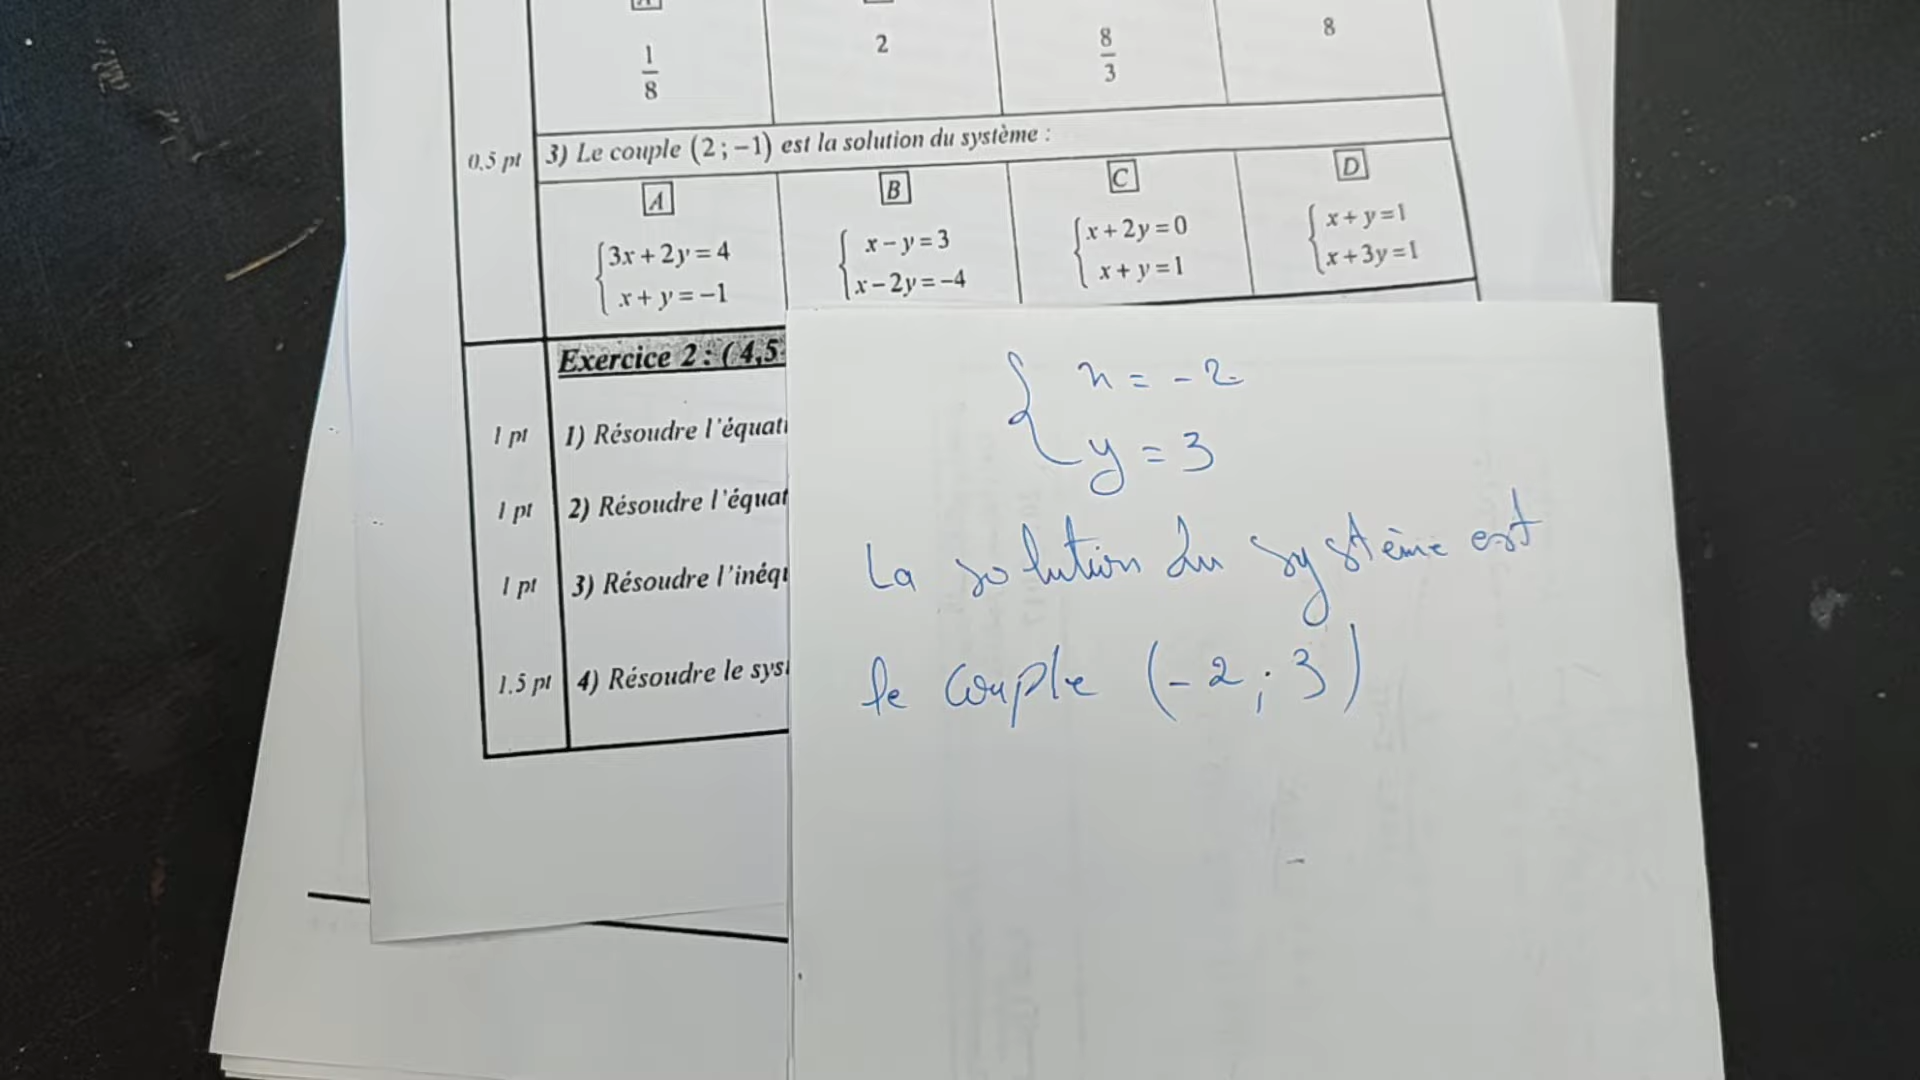 1/8
2
8/3
8
0,5 pt 3) Le couple (2 ; −1) est la solution du système :
A
B
C
D
3x + 2y = 4
x + y = −1
x − y = 3
x − 2y = −4
x + 2y = 0
x + y = 1
x + y = 1
x + 3y = 1
Exercice 2 : ( 4,5
1 pt 1) Résoudre l'équati
1 pt 2) Résoudre l'équat
1 pt 3) Résoudre l'inéqu
1.5 pt 4) Résoudre le sys
x = -2
y = 3
La solution du système est
le couple (-2 ; 3)